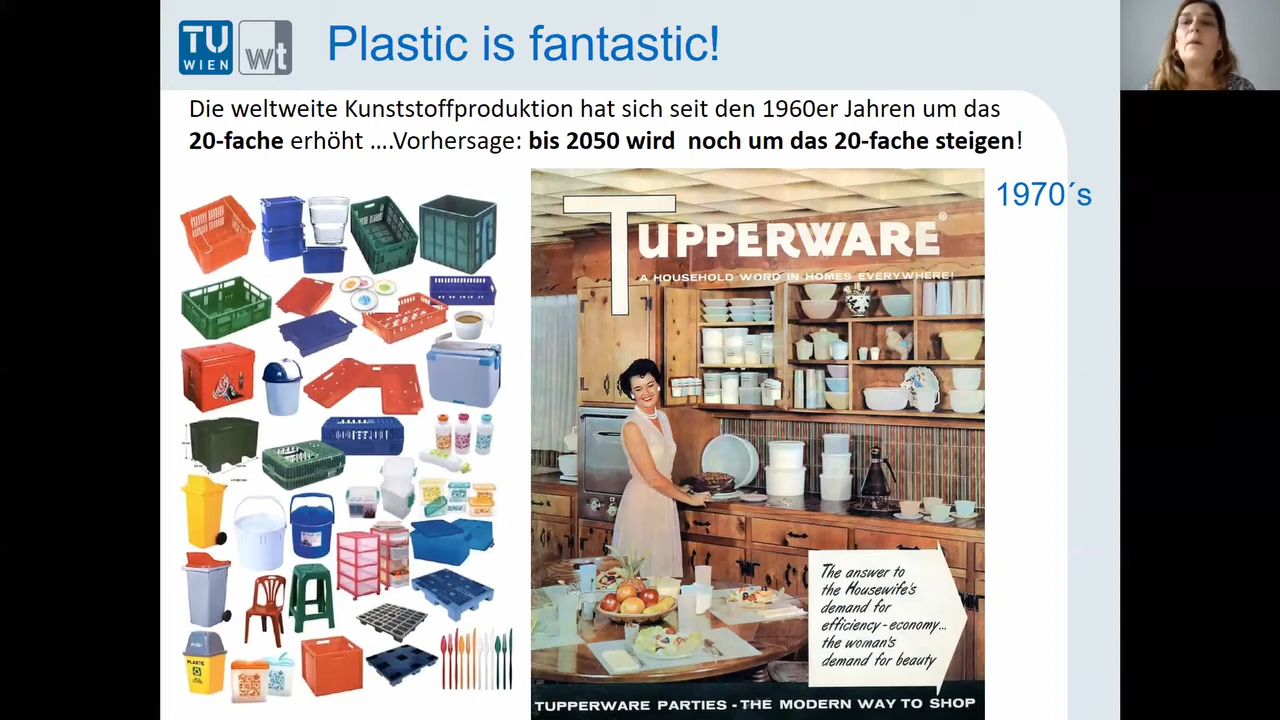 TU
WIEN
wt
Plastic is fantastic!
Die weltweite Kunststoffproduktion hat sich seit den 1960er Jahren um das
20-fache erhöht ....Vorhersage: bis 2050 wird noch um das 20-fache steigen!
1970´s
TUPPERWARE®
A HOUSEHOLD WORD IN HOMES EVERYWHERE!
The answer to
the Housewife's
demand for
efficiency-economy...
the woman's
demand for beauty
TUPPERWARE PARTIES - THE MODERN WAY TO SHOP
PUSH
PLASTIC